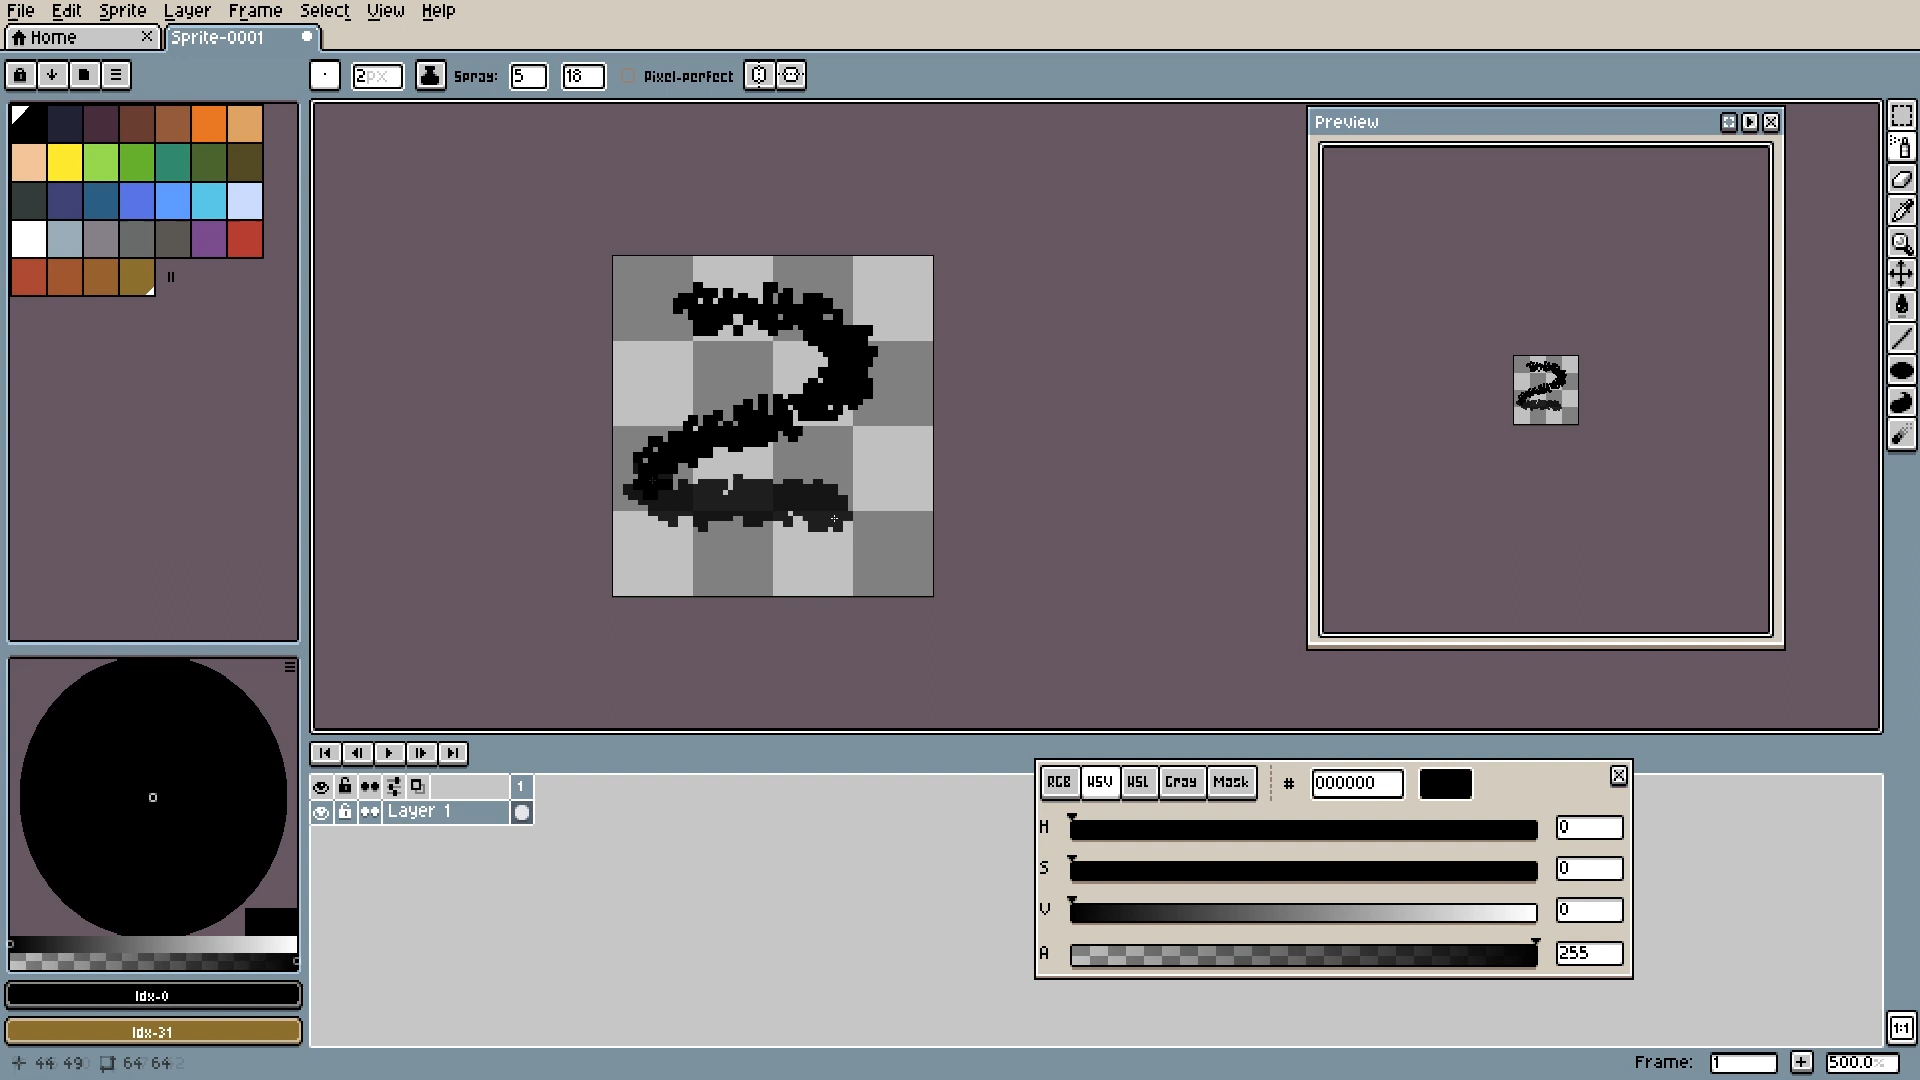 File Edit Sprite Layer Frame Select View Help
Home Sprite-0001
2px Spray: 5 18 Pixel-perfect
Preview
2
1
Layer 1
RGB HSV HSL Gray Mask # 000000
H 0
S 0
V 0
A 255
Idx-0
Idx-31
1:1
44 49 64 64 Frame: 1 + 500.0